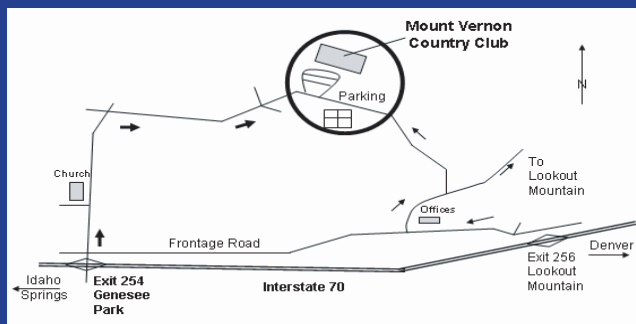 Mount Vernon
Country Club
N
Parking
Church
To
Lookout
Mountain
Offices
Frontage Road
Denver
Idaho
Springs
Exit 254
Genesee
Park
Interstate 70
Exit 256
Lookout
Mountain